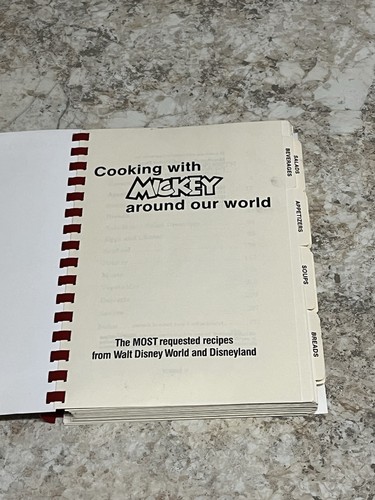 Cooking with
MICKEY
around our world
The MOST requested recipes
from Walt Disney World and Disneyland
SALADS
BEVERAGES
APPETIZERS
SOUPS
BREADS